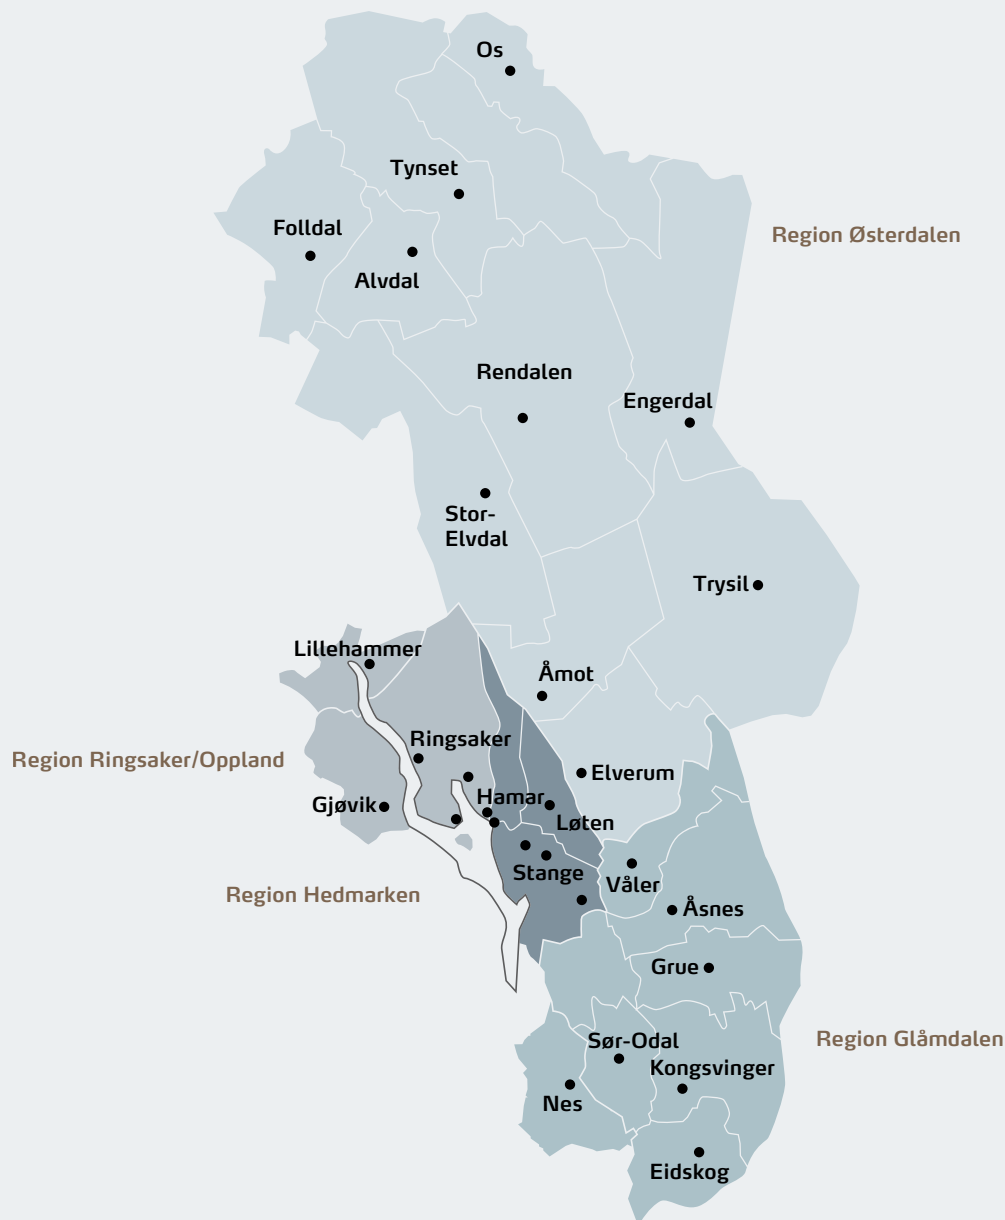 Os
Tynset
Folldal
Region Østerdalen
Alvdal
Rendalen
Engerdal
Stor-
Elvdal
Trysil
Lillehammer
Åmot
Ringsaker
Region Ringsaker/Oppland
Elverum
Hamar
Gjøvik
Løten
Stange
Våler
Region Hedmarken
Åsnes
Grue
Region Glåmdalen
Sør-Odal
Kongsvinger
Nes
Eidskog